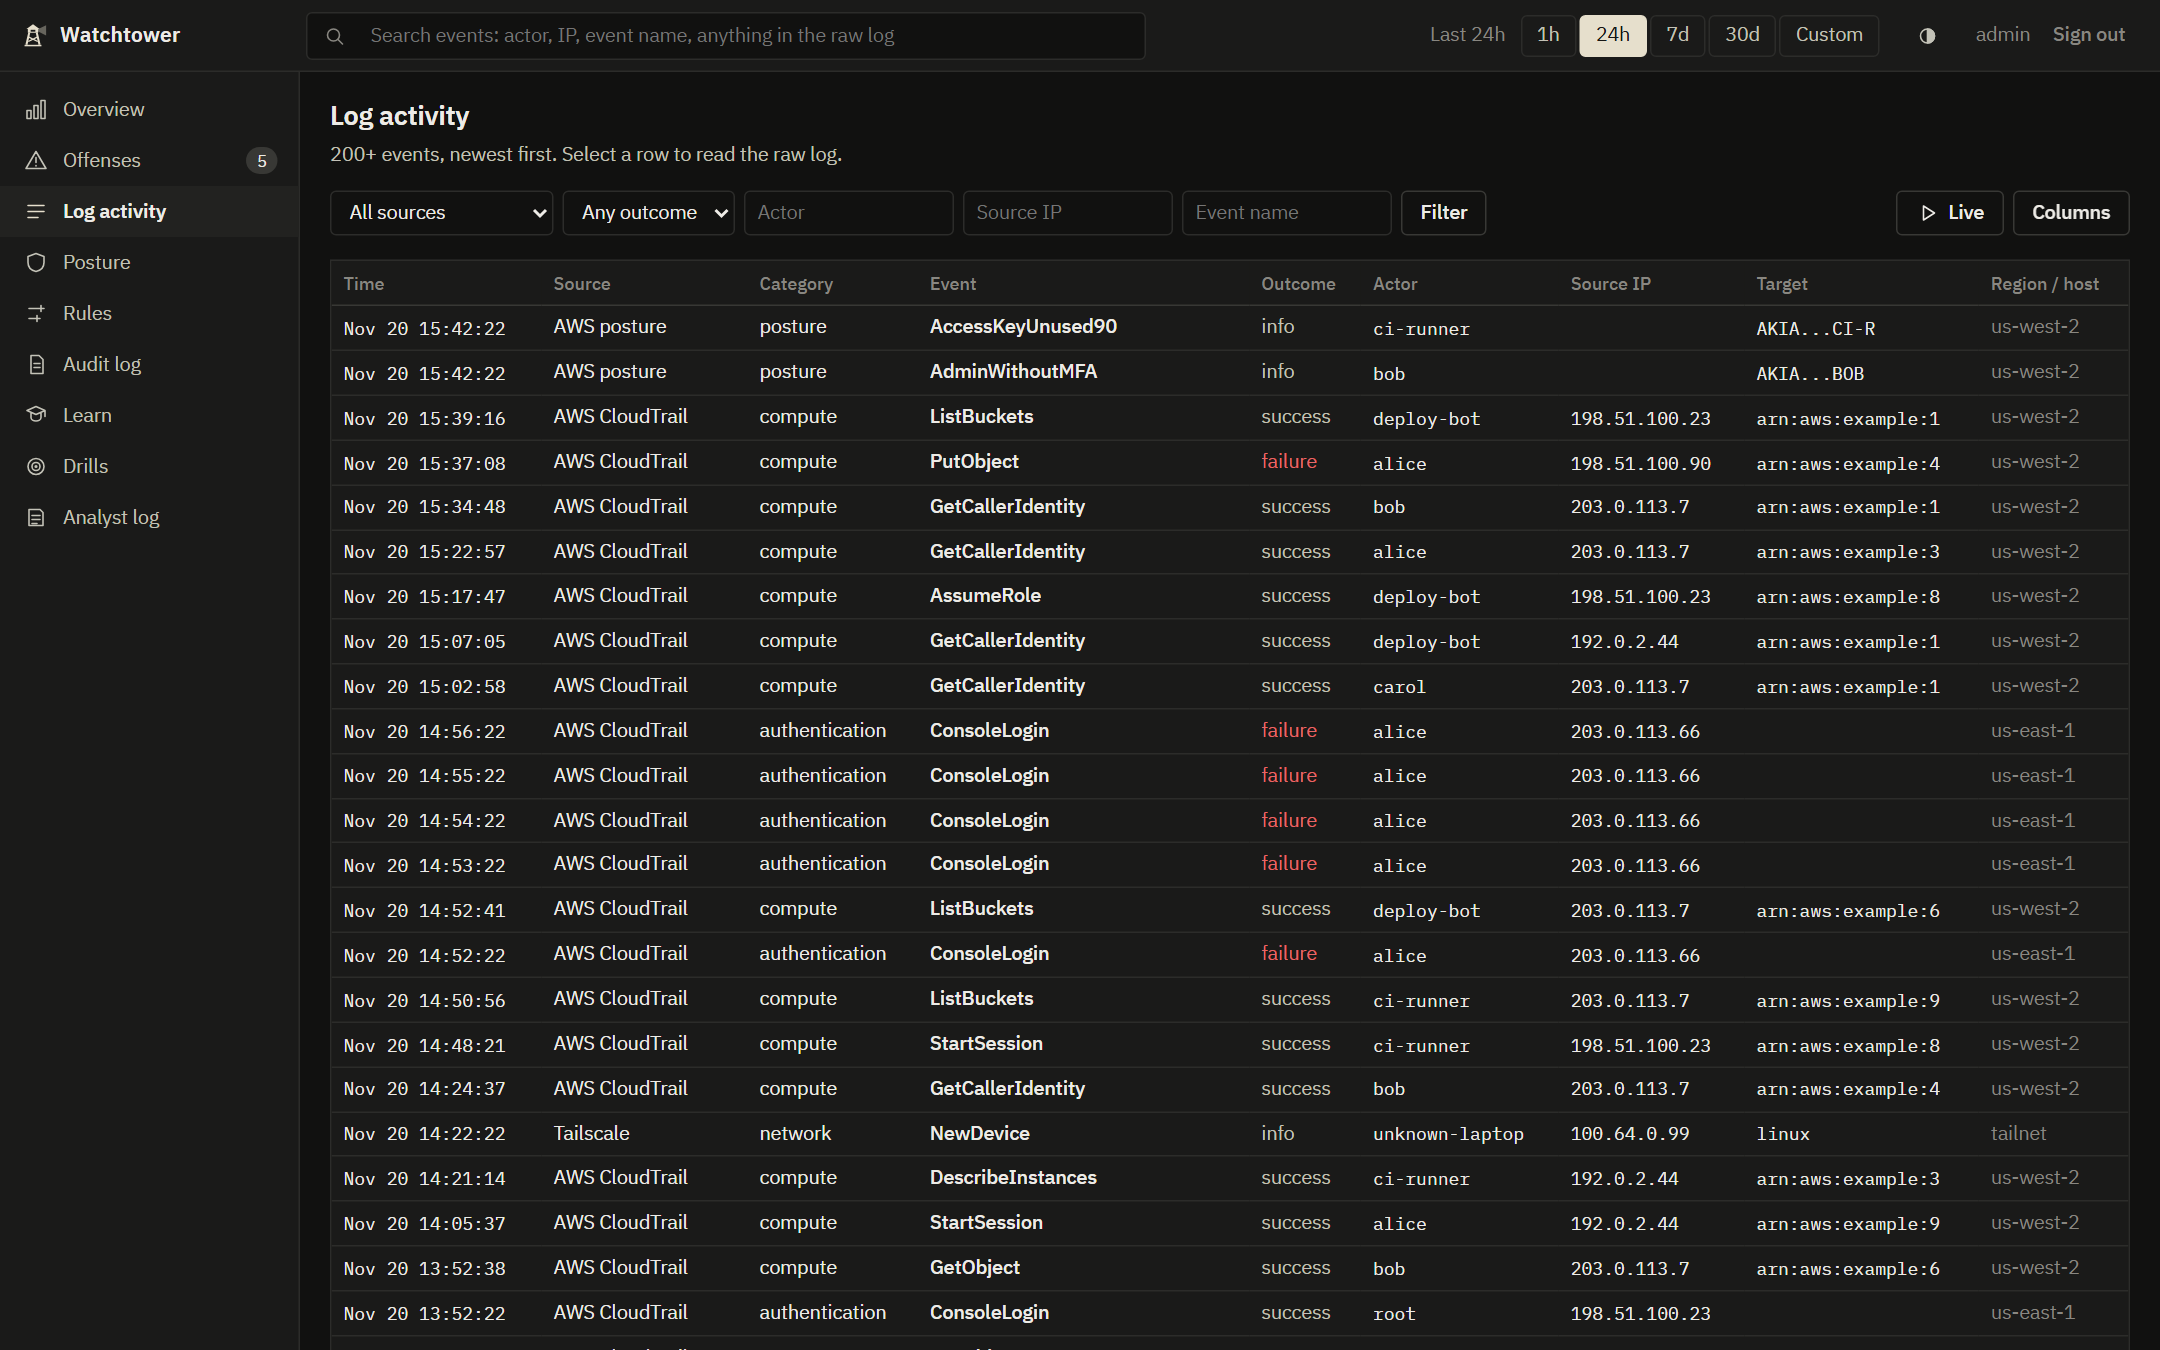 Watchtower
Search events: actor, IP, event name, anything in the raw log
Last 24h 1h 24h 7d 30d Custom admin Sign out
Overview
Offenses 5
Log activity
Posture
Rules
Audit log
Learn
Drills
Analyst log
Log activity
200+ events, newest first. Select a row to read the raw log.
All sources Any outcome Actor Source IP Event name Filter Live Columns
Time Source Category Event Outcome Actor Source IP Target Region / host
Nov 20 15:42:22 AWS posture posture AccessKeyUnused90 info ci-runner AKIA...CI-R us-west-2
Nov 20 15:42:22 AWS posture posture AdminWithoutMFA info bob AKIA...BOB us-west-2
Nov 20 15:39:16 AWS CloudTrail compute ListBuckets success deploy-bot 198.51.100.23 arn:aws:example:1 us-west-2
Nov 20 15:37:08 AWS CloudTrail compute PutObject failure alice 198.51.100.90 arn:aws:example:4 us-west-2
Nov 20 15:34:48 AWS CloudTrail compute GetCallerIdentity success bob 203.0.113.7 arn:aws:example:1 us-west-2
Nov 20 15:22:57 AWS CloudTrail compute GetCallerIdentity success alice 203.0.113.7 arn:aws:example:3 us-west-2
Nov 20 15:17:47 AWS CloudTrail compute AssumeRole success deploy-bot 198.51.100.23 arn:aws:example:8 us-west-2
Nov 20 15:07:05 AWS CloudTrail compute GetCallerIdentity success deploy-bot 192.0.2.44 arn:aws:example:1 us-west-2
Nov 20 15:02:58 AWS CloudTrail compute GetCallerIdentity success carol 203.0.113.7 arn:aws:example:1 us-west-2
Nov 20 14:56:22 AWS CloudTrail authentication ConsoleLogin failure alice 203.0.113.66 us-east-1
Nov 20 14:55:22 AWS CloudTrail authentication ConsoleLogin failure alice 203.0.113.66 us-east-1
Nov 20 14:54:22 AWS CloudTrail authentication ConsoleLogin failure alice 203.0.113.66 us-east-1
Nov 20 14:53:22 AWS CloudTrail authentication ConsoleLogin failure alice 203.0.113.66 us-east-1
Nov 20 14:52:41 AWS CloudTrail compute ListBuckets success deploy-bot 203.0.113.7 arn:aws:example:6 us-west-2
Nov 20 14:52:22 AWS CloudTrail authentication ConsoleLogin failure alice 203.0.113.66 us-east-1
Nov 20 14:50:56 AWS CloudTrail compute ListBuckets success ci-runner 203.0.113.7 arn:aws:example:9 us-west-2
Nov 20 14:48:21 AWS CloudTrail compute StartSession success ci-runner 198.51.100.23 arn:aws:example:8 us-west-2
Nov 20 14:24:37 AWS CloudTrail compute GetCallerIdentity success bob 203.0.113.7 arn:aws:example:4 us-west-2
Nov 20 14:22:22 Tailscale network NewDevice info unknown-laptop 100.64.0.99 linux tailnet
Nov 20 14:21:14 AWS CloudTrail compute DescribeInstances success ci-runner 192.0.2.44 arn:aws:example:3 us-west-2
Nov 20 14:05:37 AWS CloudTrail compute StartSession success alice 192.0.2.44 arn:aws:example:9 us-west-2
Nov 20 13:52:38 AWS CloudTrail compute GetObject success bob 203.0.113.7 arn:aws:example:6 us-west-2
Nov 20 13:52:22 AWS CloudTrail authentication ConsoleLogin success root 198.51.100.23 us-east-1